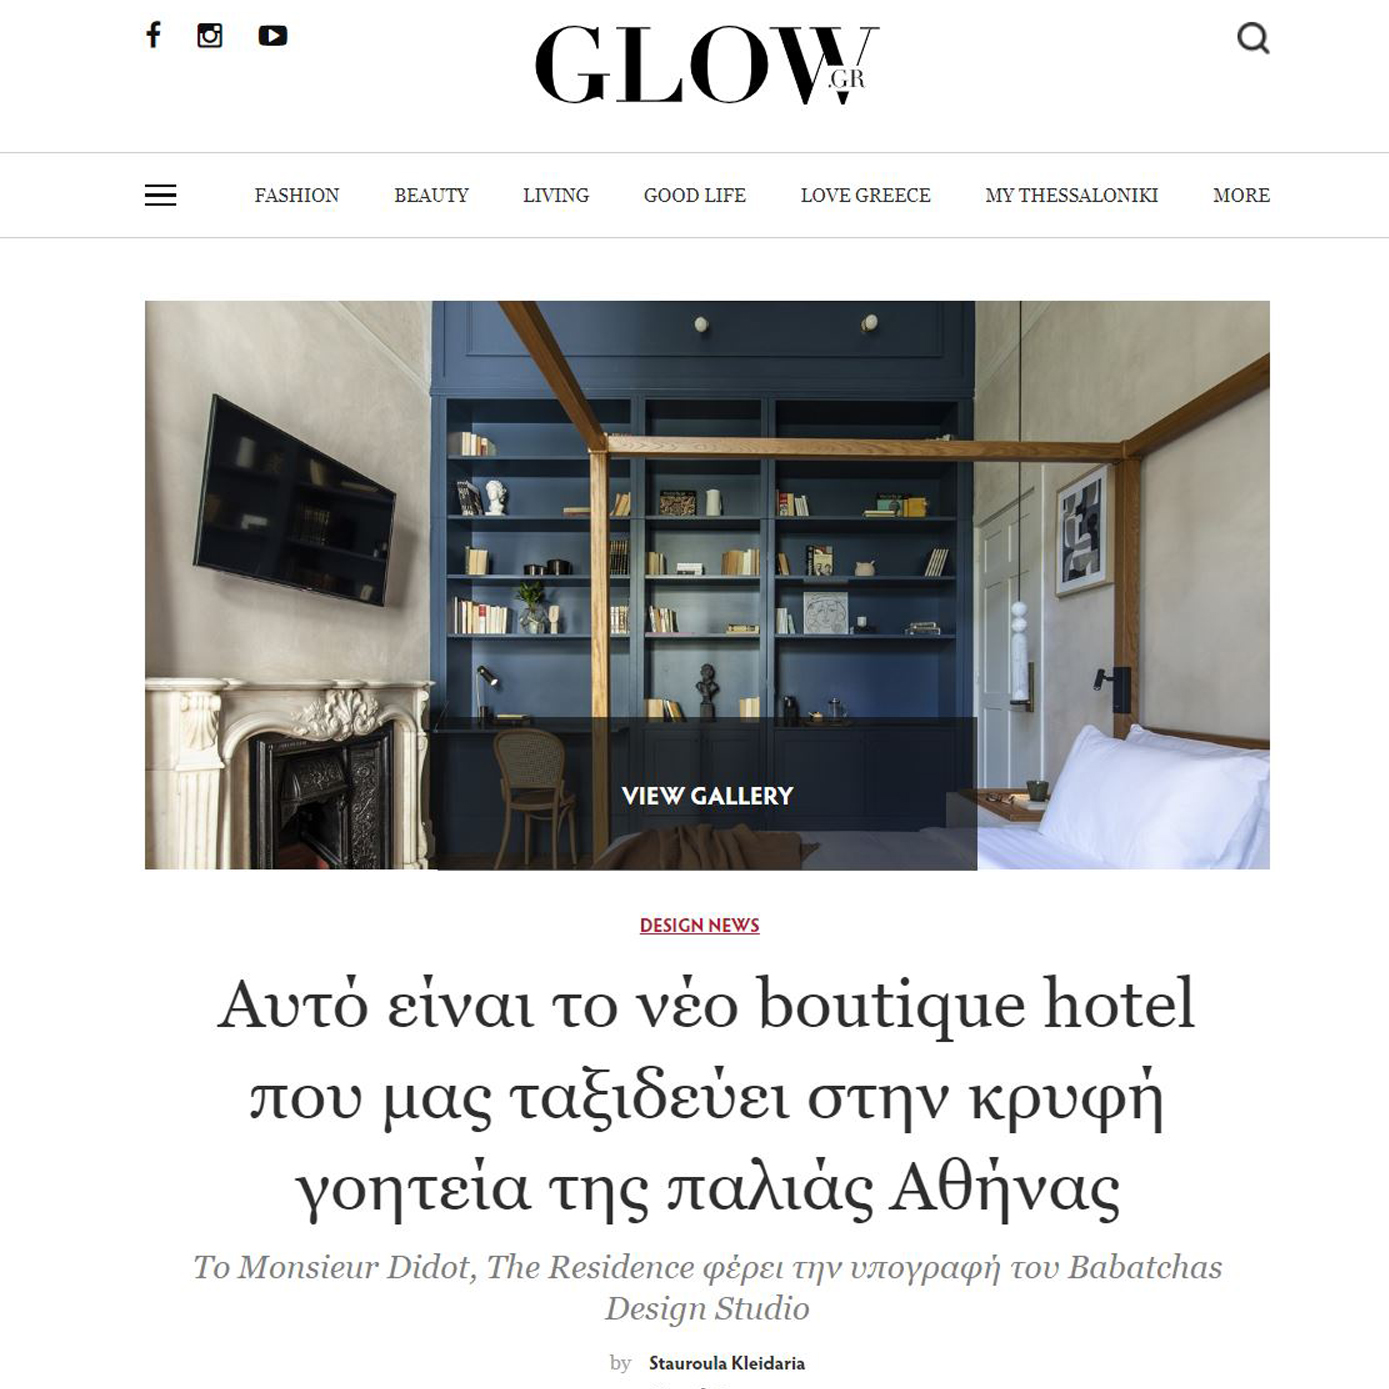 GLOW.GR
FASHION BEAUTY LIVING GOOD LIFE LOVE GREECE MY THESSALONIKI MORE
VIEW GALLERY
DESIGN NEWS
Αυτό είναι το νέο boutique hotel
που μας ταξιδεύει στην κρυφή
γοητεία της παλιάς Αθήνας
Το Monsieur Didot, The Residence φέρει την υπογραφή του Babatchas
Design Studio
by Stauroula Kleidaria